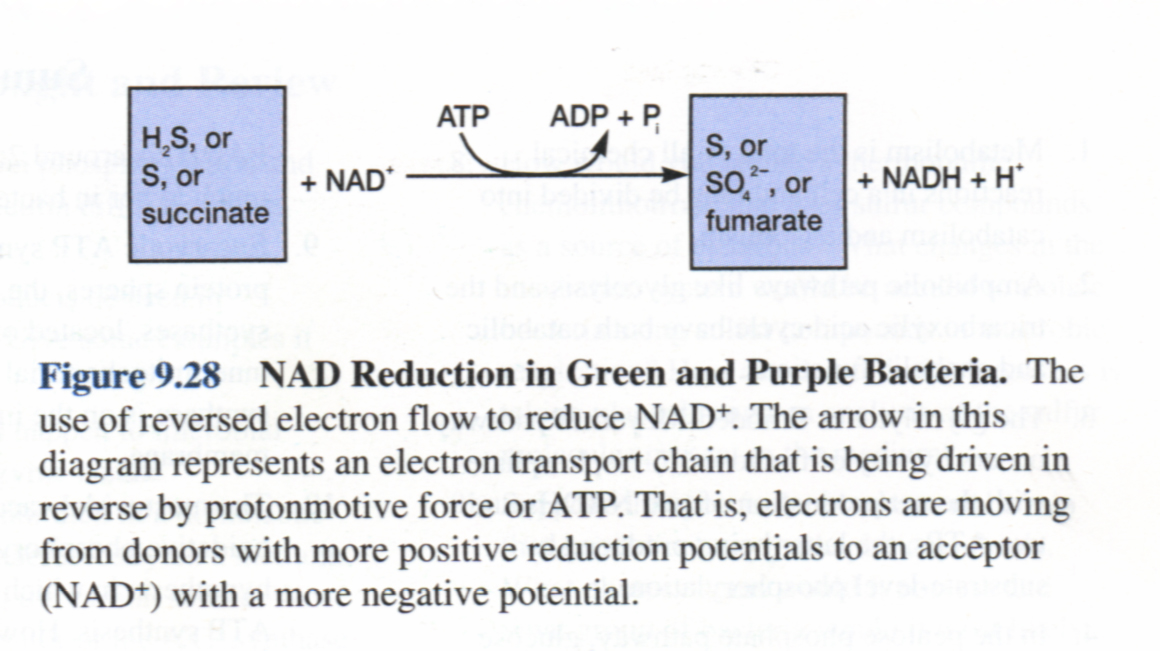 ATP ADP + Pi
H₂S, or
S, or
succinate
+ NAD⁺
S, or
SO₄²⁻, or
fumarate
+ NADH + H⁺
Figure 9.28 NAD Reduction in Green and Purple Bacteria. The
use of reversed electron flow to reduce NAD+. The arrow in this
diagram represents an electron transport chain that is being driven in
reverse by protonmotive force or ATP. That is, electrons are moving
from donors with more positive reduction potentials to an acceptor
(NAD+) with a more negative potential.